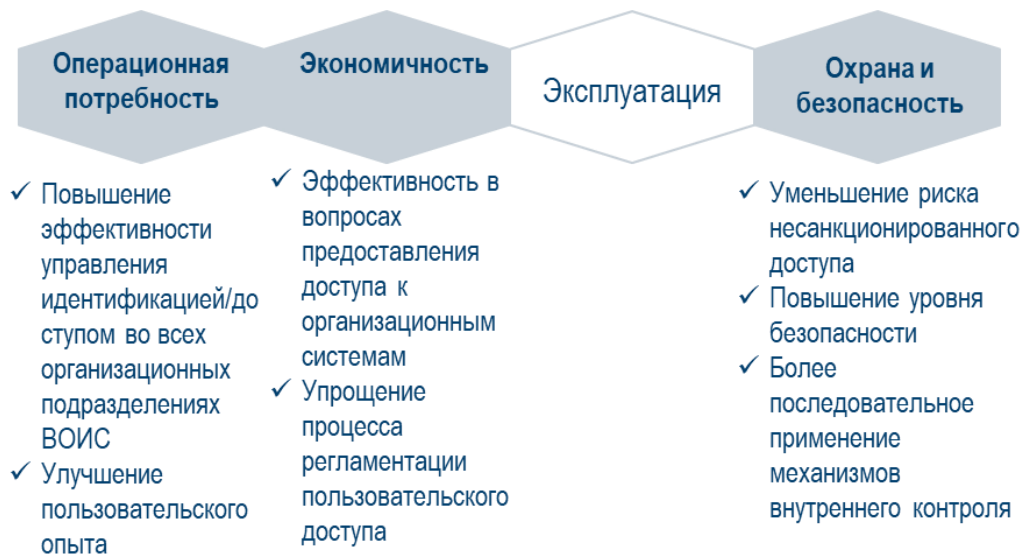 Операционная
потребность
Экономичность
Эксплуатация
Охрана и
безопасность
✓ Повышение
эффективности
управления
идентификацией/до
ступом во всех
организационных
подразделениях
ВОИС
✓ Улучшение
пользовательского
опыта
✓ Эффективность в
вопросах
предоставления
доступа к
организационным
системам
✓ Упрощение
процесса
регламентации
пользовательского
доступа
✓ Уменьшение риска
несанкционированного
доступа
✓ Повышение уровня
безопасности
✓ Более
последовательное
применение
механизмов
внутреннего контроля